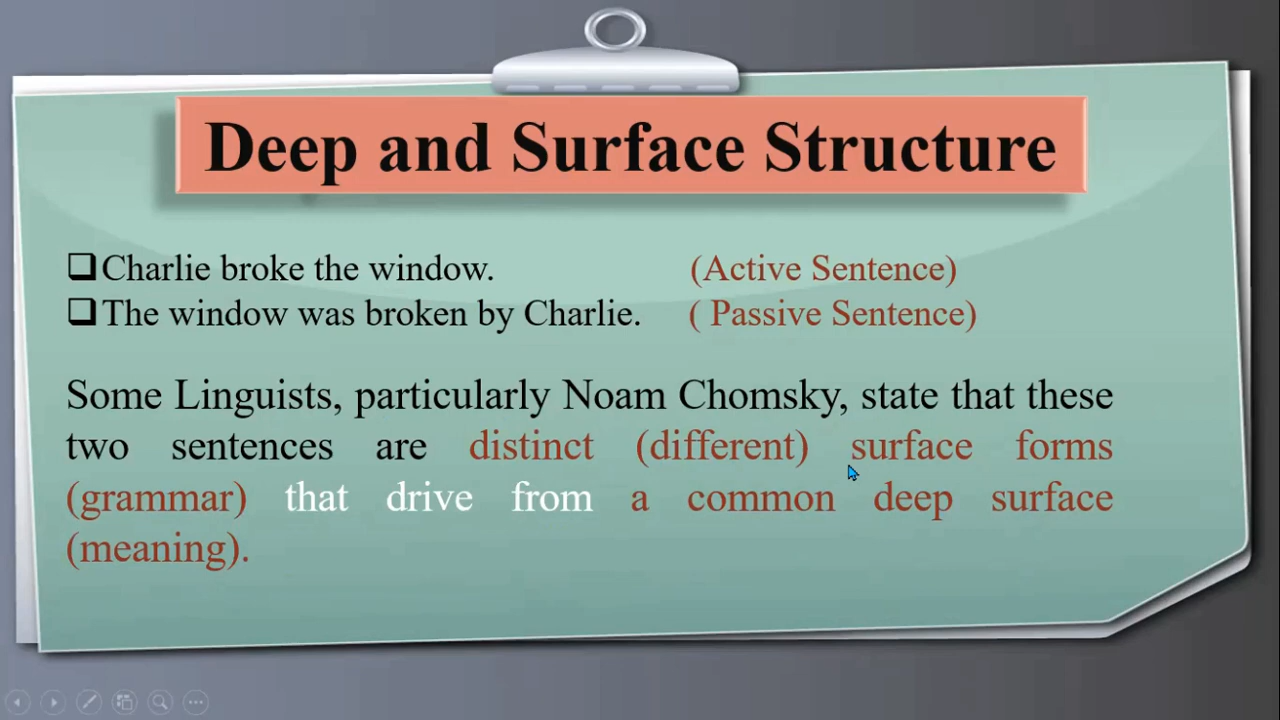 Deep and Surface Structure
Charlie broke the window. (Active Sentence)
The window was broken by Charlie. ( Passive Sentence)
Some Linguists, particularly Noam Chomsky, state that these
two sentences are distinct (different) surface forms
(grammar) that drive from a common deep surface
(meaning).